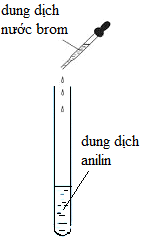 dung dịch
nước brom
dung dịch
anilin